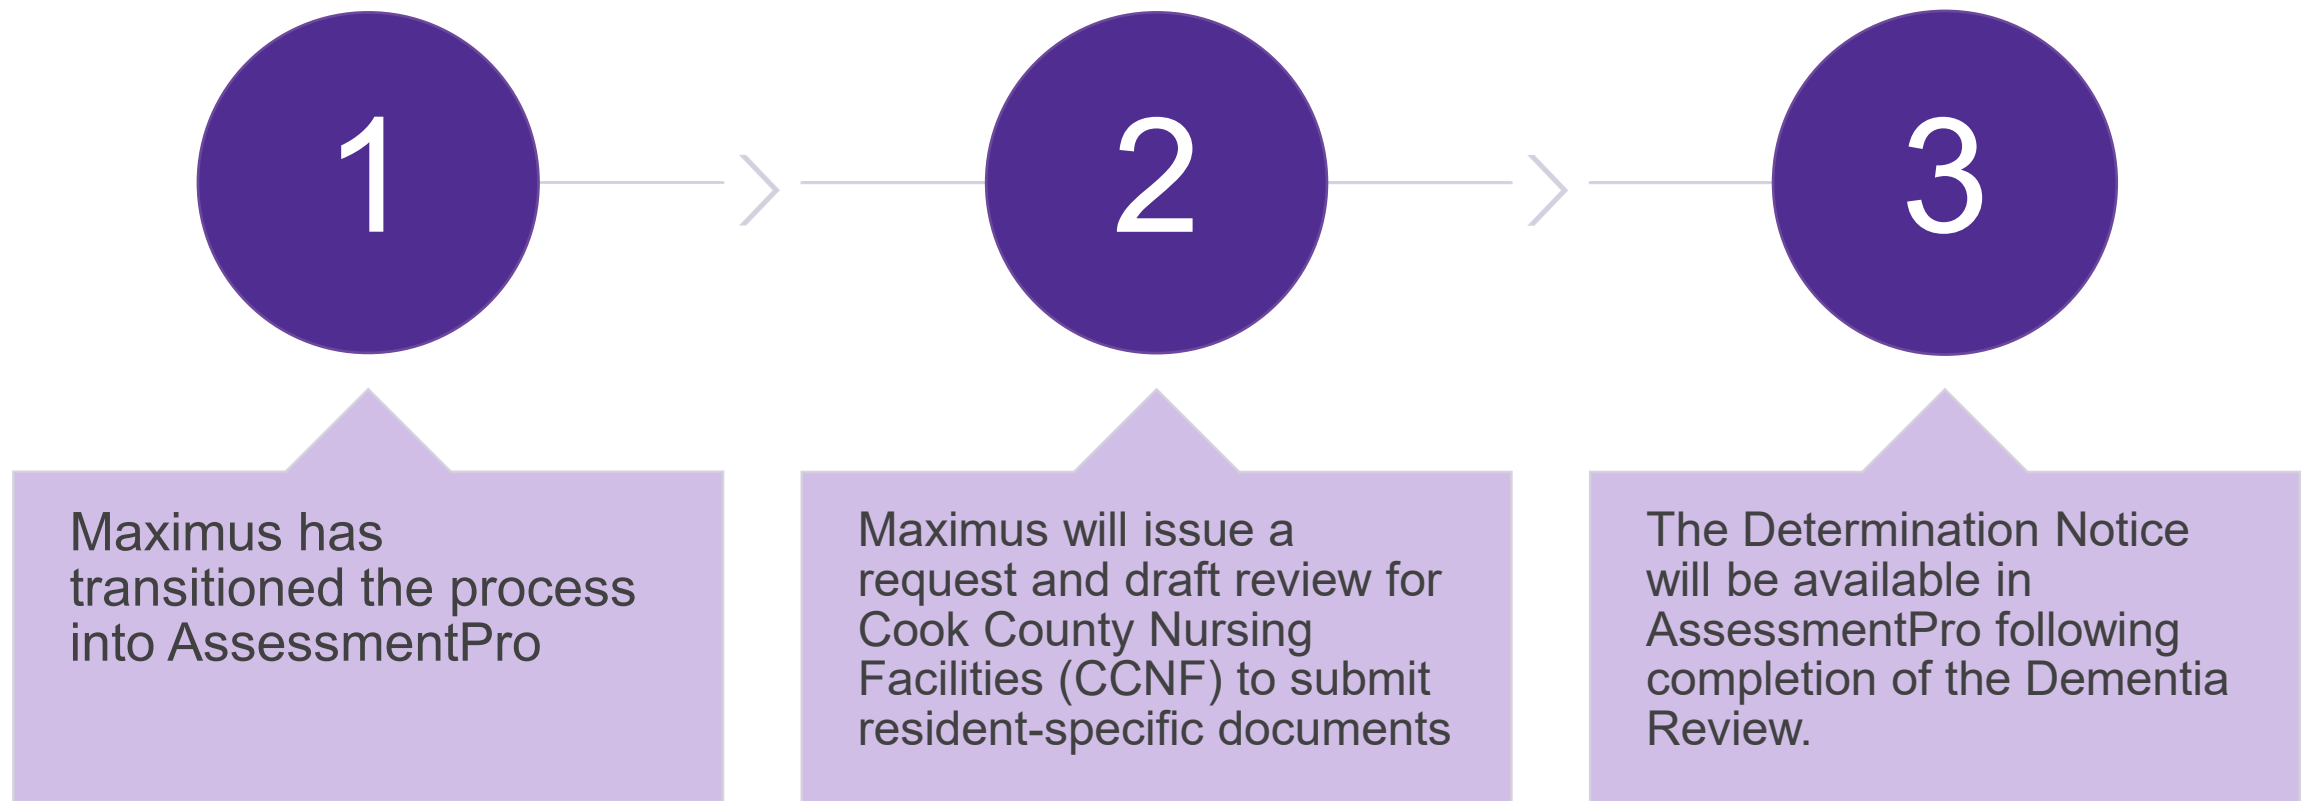 1
2
3
Maximus has
transitioned the process
into AssessmentPro
Maximus will issue a
request and draft review for
Cook County Nursing
Facilities (CCNF) to submit
resident-specific documents
The Determination Notice
will be available in
AssessmentPro following
completion of the Dementia
Review.